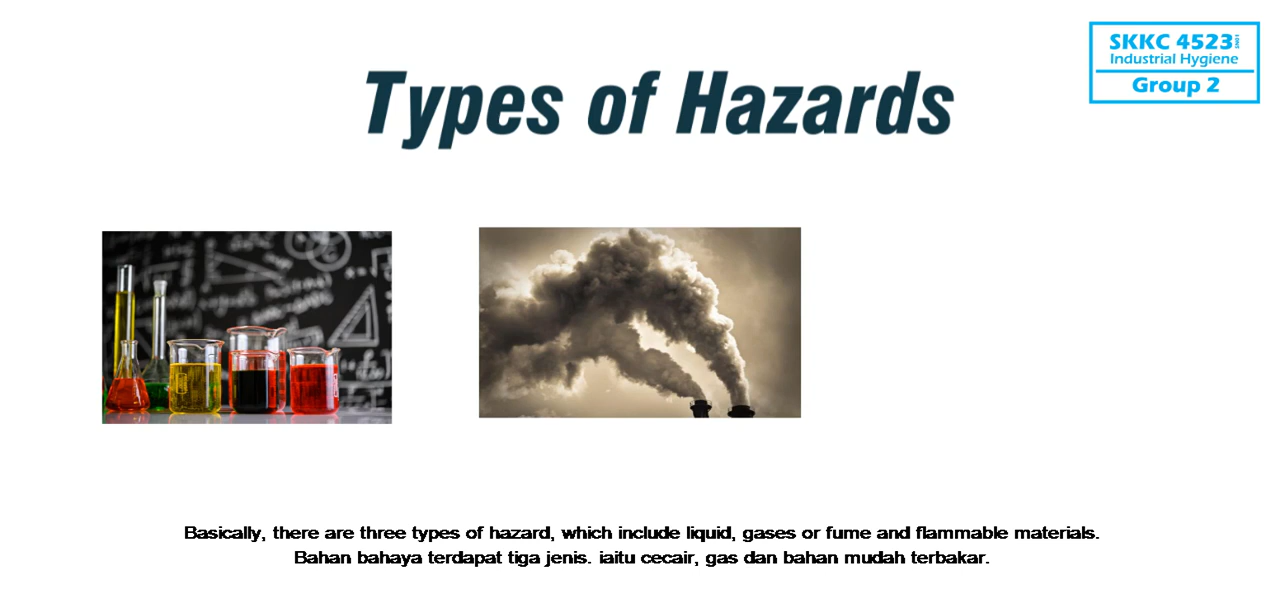 SKKC 4523
Industrial Hygiene
Group 2
Types of Hazards
Basically, there are three types of hazard, which include liquid, gases or fume and flammable materials.
Bahan bahaya terdapat tiga jenis. iaitu cecair, gas dan bahan mudah terbakar.